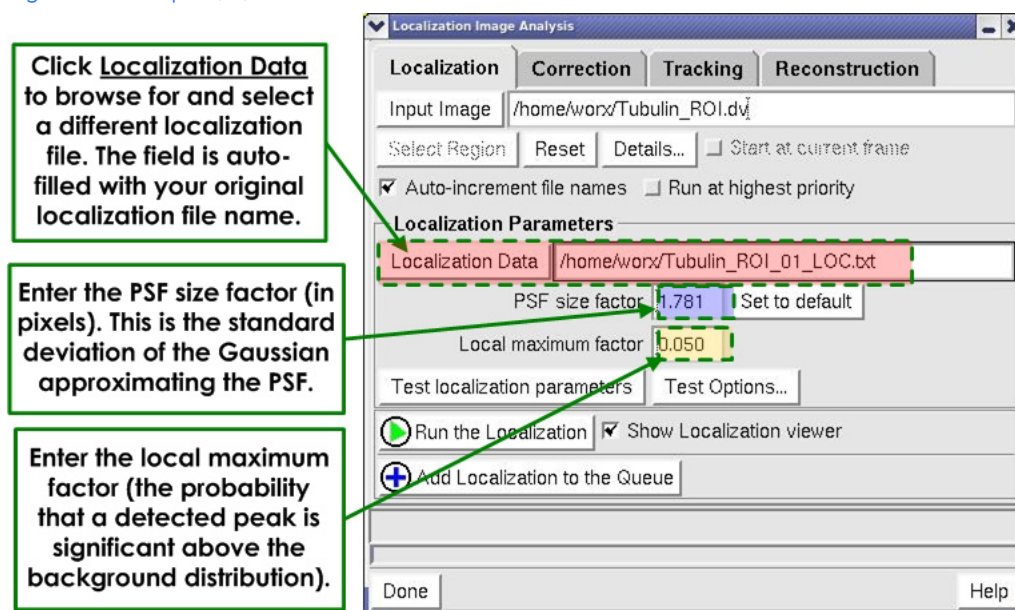 Click Localization Data
to browse for and select
a different localization
file. The field is auto-
filled with your original
localization file name.
Enter the PSF size factor (in
pixels). This is the standard
deviation of the Gaussian
approximating the PSF.
Enter the local maximum
factor (the probability
that a detected peak is
significant above the
background distribution).
Localization Image Analysis
Localization Correction Tracking Reconstruction
Input Image /home/worx/Tubulin_ROI.dv
Select Region Reset Details... Start at current frame
Auto-increment file names Run at highest priority
Localization Parameters
Localization Data /home/worx/Tubulin_ROI_01_LOC.txt
PSF size factor 1.781 Set to default
Local maximum factor 0.050
Test localization parameters Test Options...
Run the Localization Show Localization viewer
Add Localization to the Queue
Done Help